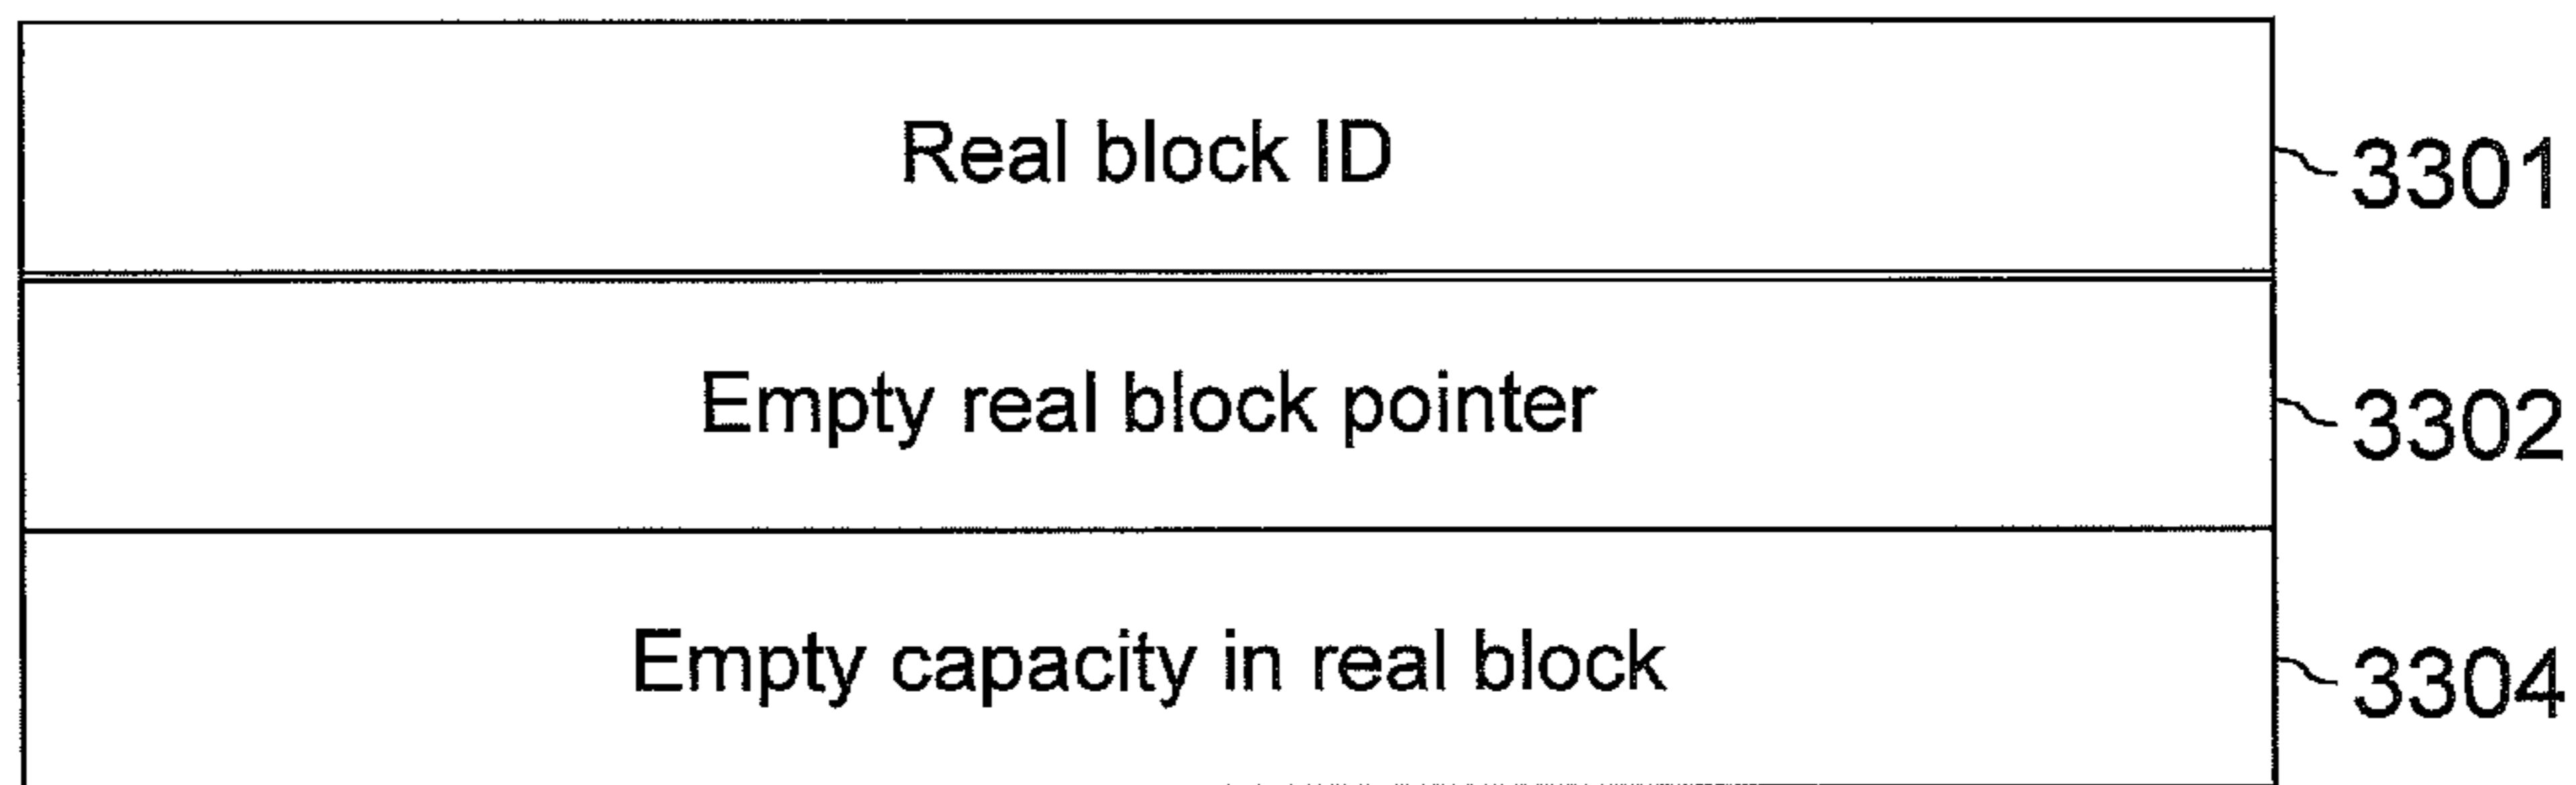 Real block ID 3301
Empty real block pointer 3302
Empty capacity in real block 3304